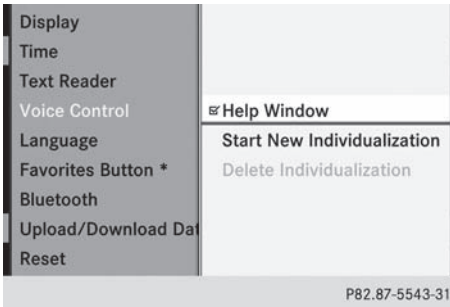 Display
Time
Text Reader
Voice Control
Help Window
Language
Start New Individualization
Favorites Button *
Delete Individualization
Bluetooth
Upload/Download Dat
Reset
P82.87-5543-31